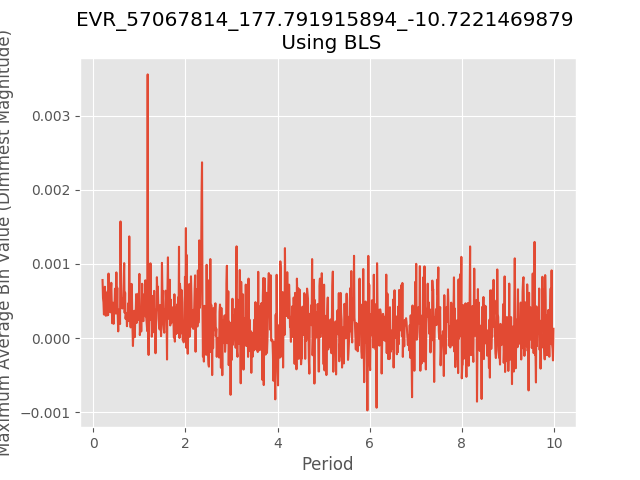 EVR_57067814_177.791915894_-10.7221469879
Using BLS
Maximum Average Bin Value (Dimmest Magnitude)
0.003
0.002
0.001
0.000
−0.001
0
2
4
6
8
10
Period